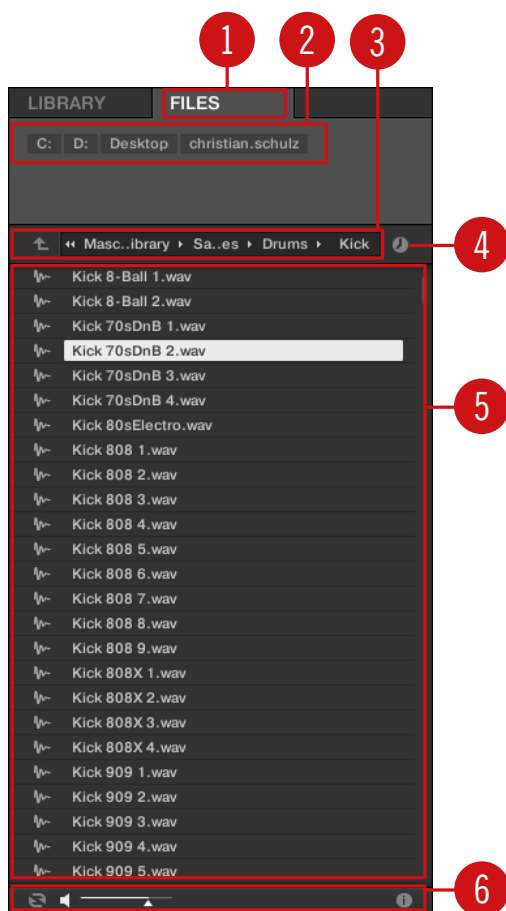 1 2 3
LIBRARY FILES
C: D: Desktop christian.schulz
Masc..ibrary Sa..es Drums Kick
4
Kick 8-Ball 1.wav
Kick 8-Ball 2.wav
Kick 70sDnB 1.wav
Kick 70sDnB 2.wav
Kick 70sDnB 3.wav
5
Kick 70sDnB 4.wav
Kick 80sElectro.wav
Kick 808 1.wav
Kick 808 2.wav
Kick 808 3.wav
Kick 808 4.wav
Kick 808 5.wav
Kick 808 6.wav
Kick 808 7.wav
Kick 808 8.wav
Kick 808 9.wav
Kick 808X 1.wav
Kick 808X 2.wav
Kick 808X 3.wav
Kick 808X 4.wav
Kick 909 1.wav
Kick 909 2.wav
Kick 909 3.wav
Kick 909 4.wav
Kick 909 5.wav
6